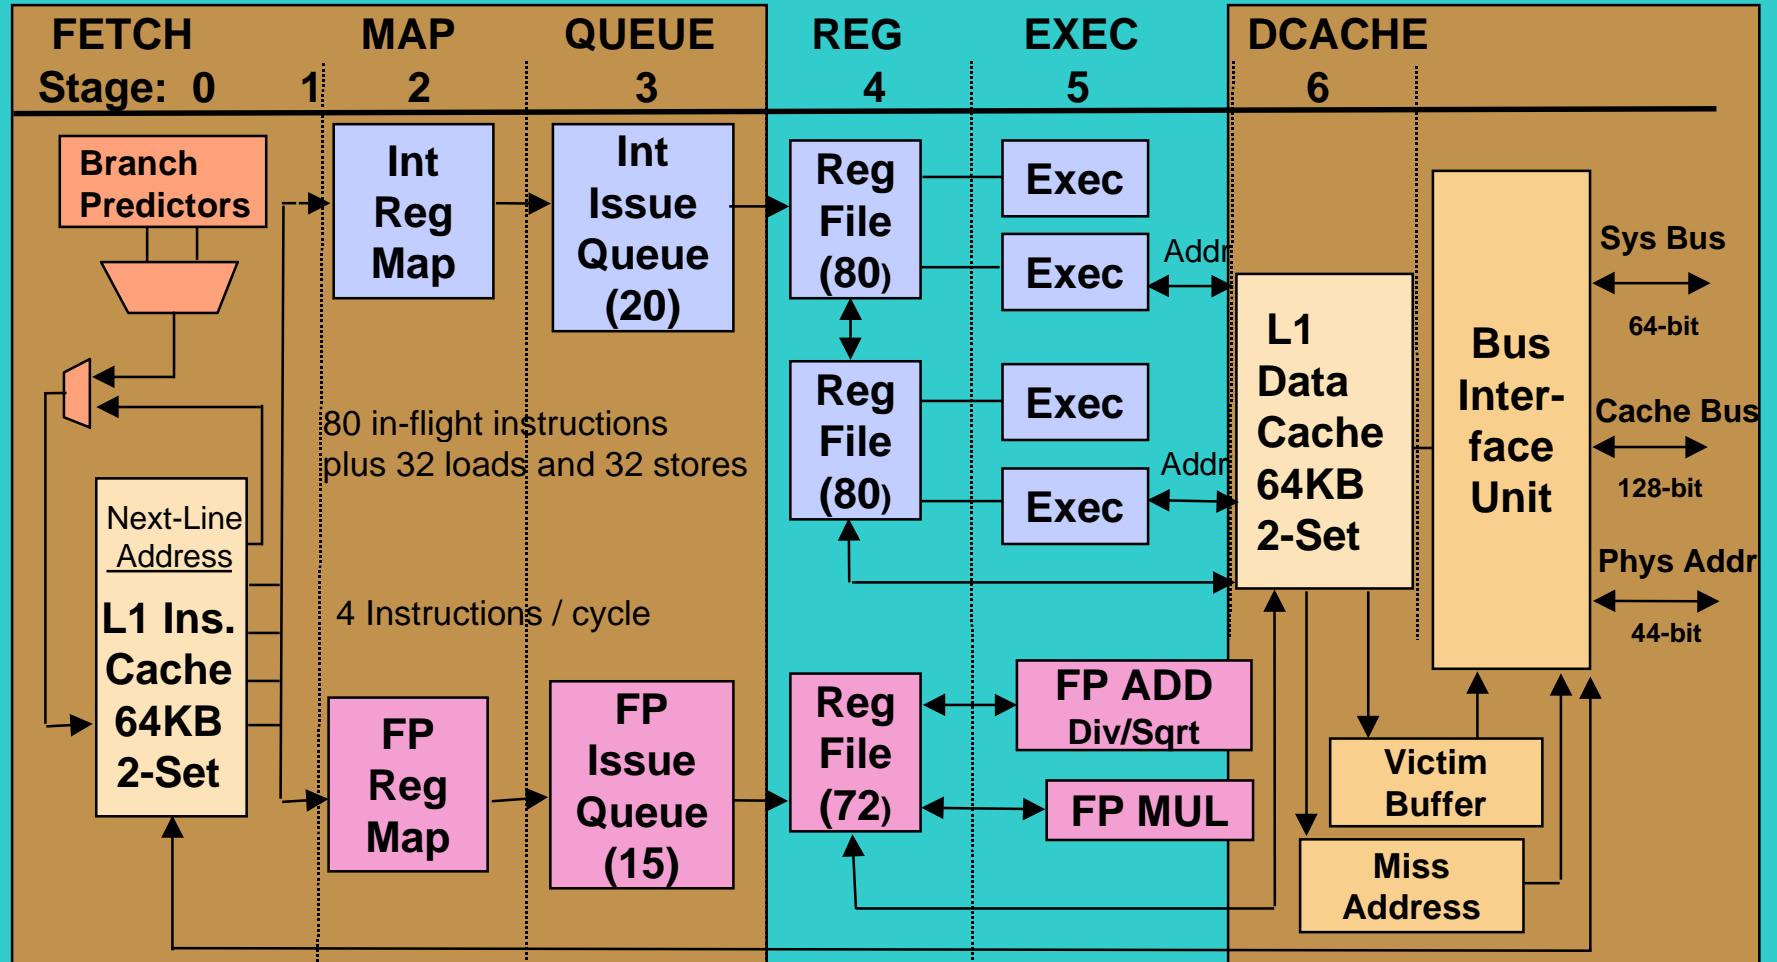 FETCH MAP QUEUE REG EXEC DCACHE
Stage: 0 1 2 3 4 5 6
Branch
Predictors
Int
Reg
Map
Int
Issue
Queue
(20)
Reg
File
(80)
Exec
Exec
Addr
Reg
File
(80)
Exec
Exec
Addr
L1
Data
Cache
64KB
2-Set
Bus
Inter-
face
Unit
Sys Bus
64-bit
Cache Bus
128-bit
Phys Addr
44-bit
80 in-flight instructions
plus 32 loads and 32 stores
4 Instructions / cycle
Next-Line
Address
L1 Ins.
Cache
64KB
2-Set
FP
Reg
Map
FP
Issue
Queue
(15)
Reg
File
(72)
FP ADD
Div/Sqrt
FP MUL
Victim
Buffer
Miss
Address